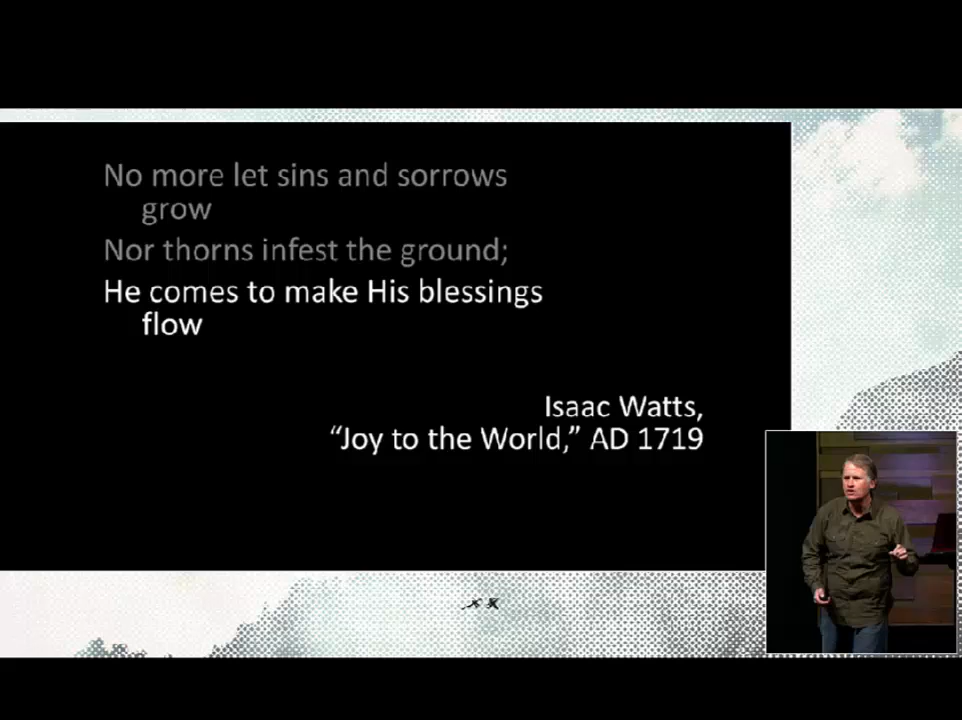 No more let sins and sorrows
grow
Nor thorns infest the ground;
He comes to make His blessings
flow
Isaac Watts,
“Joy to the World,” AD 1719